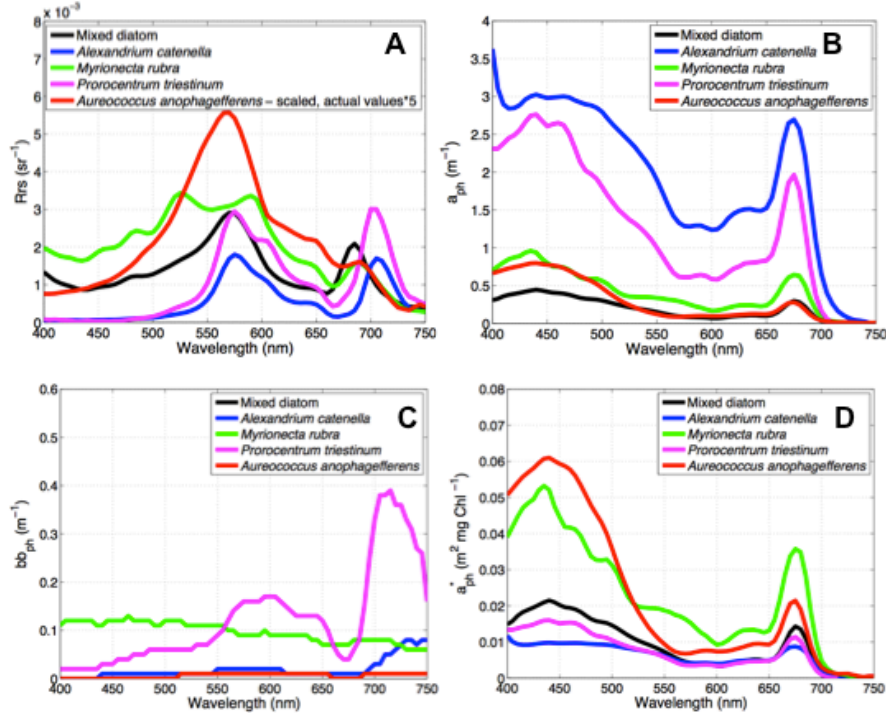 × 10⁻³
8
7
6
5
4
3
2
1
0
Rrs (sr⁻¹)
Mixed diatom
Alexandrium catenella
Myrionecta rubra
Prorocentrum triestinum
Aureococcus anophagefferens – scaled, actual values*5
A
400 450 500 550 600 650 700 750
Wavelength (nm)
4
3.5
3
2.5
2
1.5
1
0.5
0
a_ph (m⁻¹)
Mixed diatom
Alexandrium catenella
Myrionecta rubra
Prorocentrum triestinum
Aureococcus anophagefferens
B
400 450 500 550 600 650 700 750
Wavelength (nm)
0.6
0.5
0.4
0.3
0.2
0.1
0
bb_ph (m⁻¹)
Mixed diatom
Alexandrium catenella
Myrionecta rubra
Prorocentrum triestinum
Aureococcus anophagefferens
C
400 450 500 550 600 650 700 750
Wavelength (nm)
0.08
0.07
0.06
0.05
0.04
0.03
0.02
0.01
0
a*_ph (m² mg Chl⁻¹)
Mixed diatom
Alexandrium catenella
Myrionecta rubra
Prorocentrum triestinum
Aureococcus anophagefferens
D
400 450 500 550 600 650 700 750
Wavelength (nm)